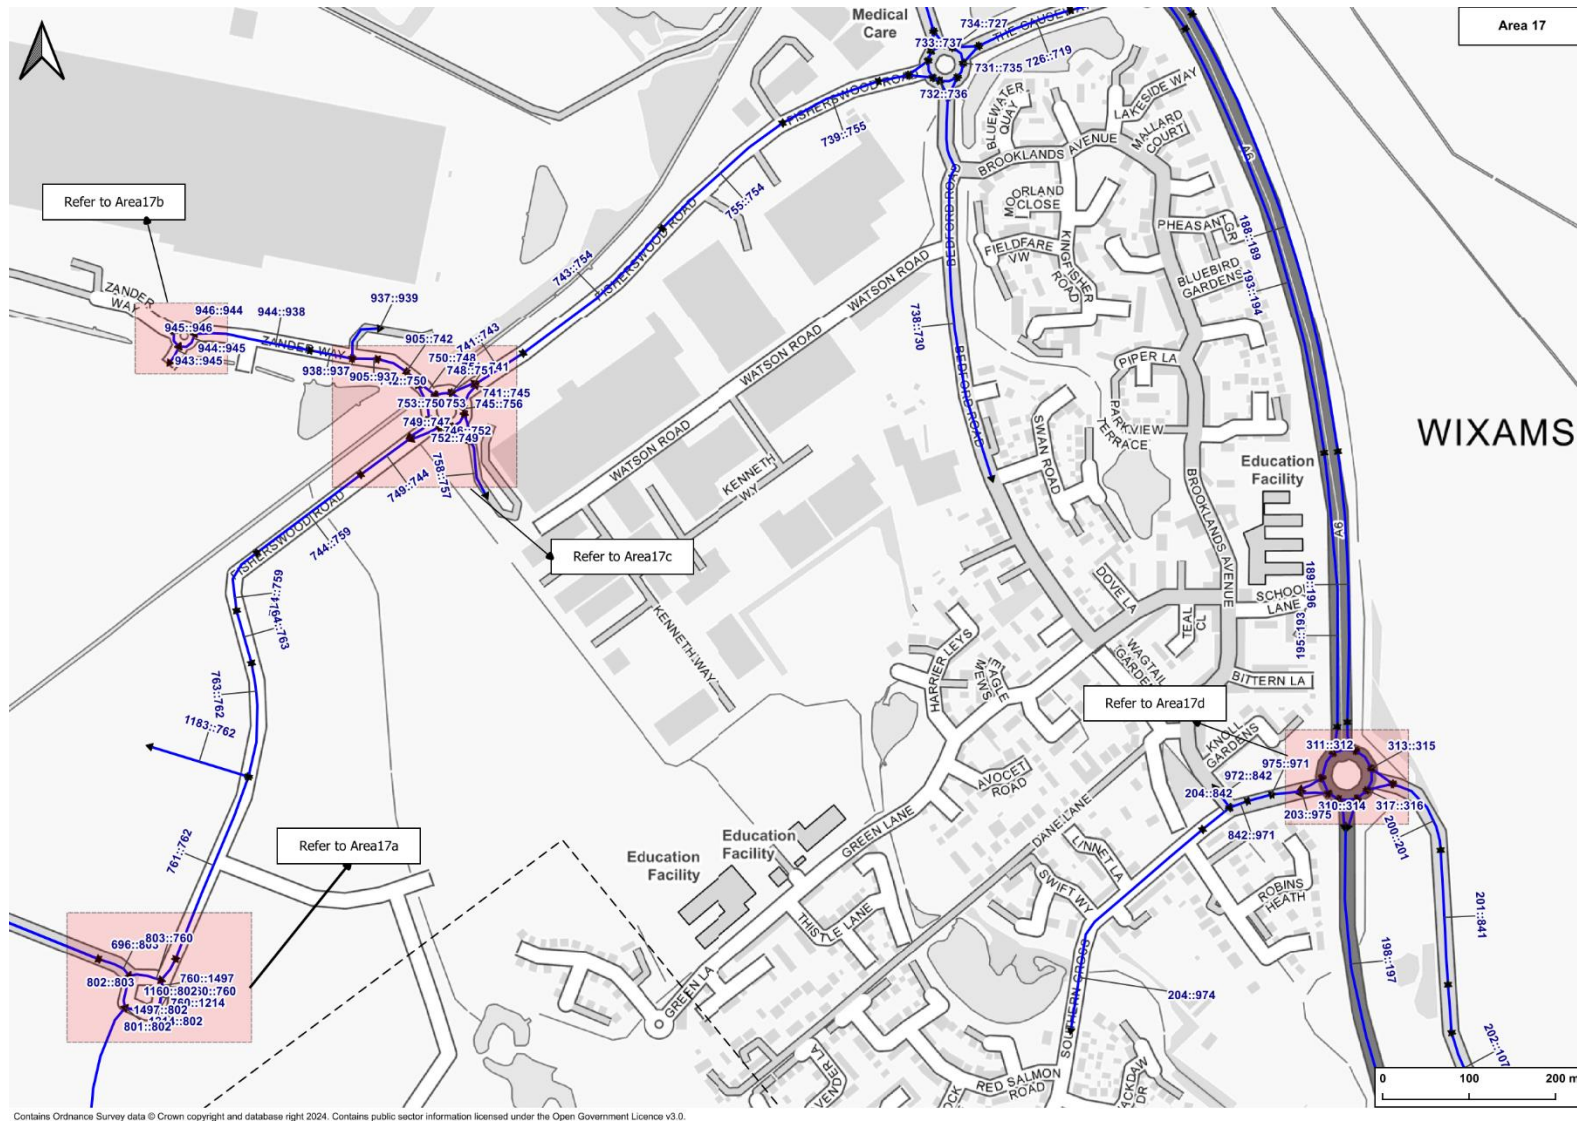 Area 17
Medical
Care
734::727
THE CAUSEWAY
733::737
731::735
726::719
732::736
FISHERSWOOD ROAD
739::755
BLUEWATER
QUAY
LAKESIDE WAY
MALLARD
COURT
BROOKLANDS AVENUE
A6
Refer to Area17b
755::754
MOORLAND
CLOSE
BEDFORD ROAD
PHEASANT GR
188::189
FIELDFARE
VW
KINGFISHER
ROAD
BLUEBIRD
GARDENS
193::194
743::754
FISHERSWOOD ROAD
WATSON ROAD
ZANDER
WAY
946::944
944::938
937::939
945::946
944::945
943::945
ZANDER WAY
938::937
905::937
905::742
741::743
750::748
748::751
741::745
745::756
753::750
753
749::747
746::752
752::749
738::730
BEDFORD ROAD
WATSON ROAD
PIPER LA
PARKVIEW
TERRACE
SWAN ROAD
WIXAMS
Education
Facility
758::757
749::744
WATSON ROAD
KENNETH
WY
BROOKLANDS AVENUE
A6
FISHERSWOOD ROAD
744::759
Refer to Area17c
764::763
DOVE LA
TEAL
CL
SCHOOL
LANE
189::196
195::193
KENNETH WAY
763::762
1183::762
HARRIER LEYS
EAGLE
MEWS
WAGTAIL
GARDENS
BITTERN LA
Refer to Area17d
KNOLL
GARDENS
311::312
313::315
975::971
972::842
204::842
310::314
317::316
203::975
842::971
200::201
AVOCET
ROAD
DANE LANE
GREEN LANE
LINNET LA
761::762
Refer to Area17a
Education
Facility
Education
Facility
SWIFT WY
ROBINS
HEATH
THISTLE LANE
201::841
198::197
803::760
802::803
760::1497
760::1214
1497::802
801::802
GREEN LA
SOUTHERN CROSS
204::974
202::107
RED SALMON
ROAD
0 100 200 m
Contains Ordnance Survey data © Crown copyright and database right 2024. Contains public sector information licensed under the Open Government Licence v3.0.